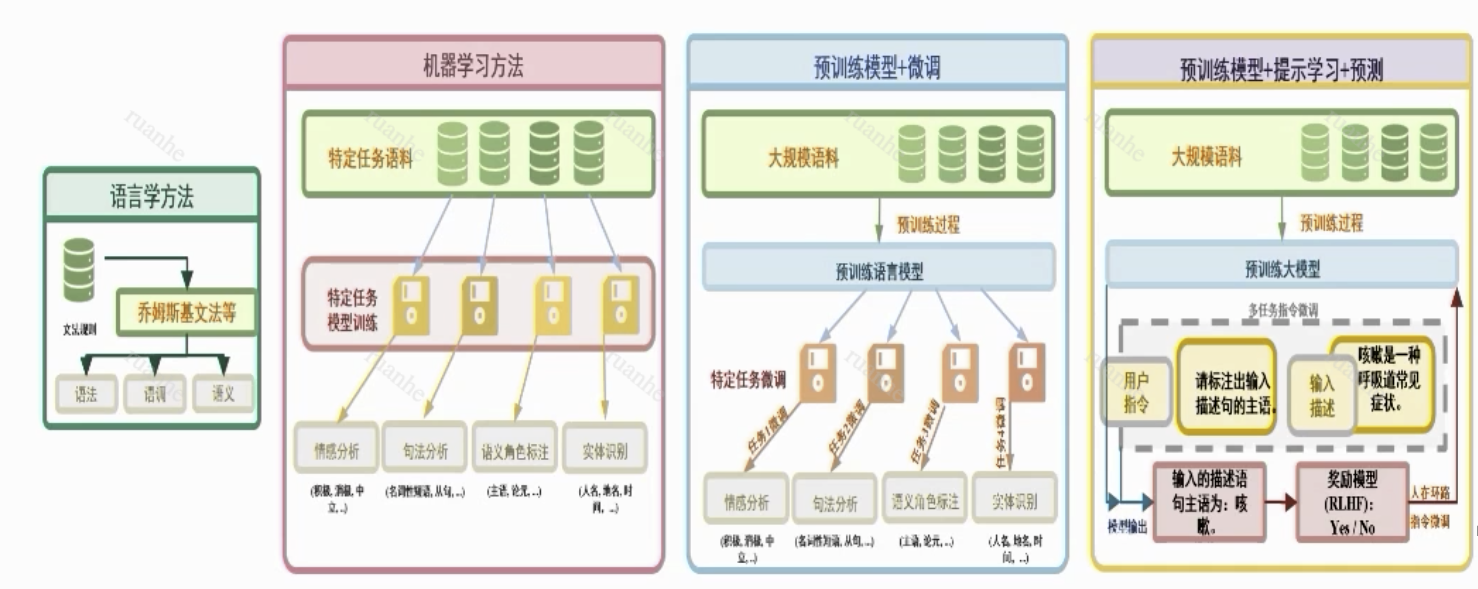 语言学方法
文法规则
乔姆斯基文法等
语法
语调
语义
机器学习方法
特定任务语料
特定任务
模型训练
情感分析
句法分析
语义角色标注
实体识别
(积极, 消极, 中
立,..)
(名词性短语, 从句, ...)
(主语, 论元, ...)
(人名, 地名, 时
间, ...)
预训练模型+微调
大规模语料
预训练过程
预训练语言模型
特定任务微调
任务1微调
任务2微调
任务3微调
任务4微调
情感分析
句法分析
语义角色标注
实体识别
(积极, 消极, 中
立,..)
(名词性短语, 从句, ...)
(主语, 论元, ...)
(人名, 地名, 时
间, ...)
预训练模型+提示学习+预测
大规模语料
预训练过程
预训练大模型
多任务指令微调
用户
指令
请标注出输入
描述句的主语。
输入
描述
咳嗽是一种
呼吸道常见
症状。
模型输出
输入的描述语
句主语为：咳
嗽。
奖励模型
(RLHF):
Yes / No
人在环路
指令微调
ruanhe
ruanhe
ruanhe
ruanhe
ruanhe
ruanhe
ruanhe
ruanhe
ruanhe
ruanhe